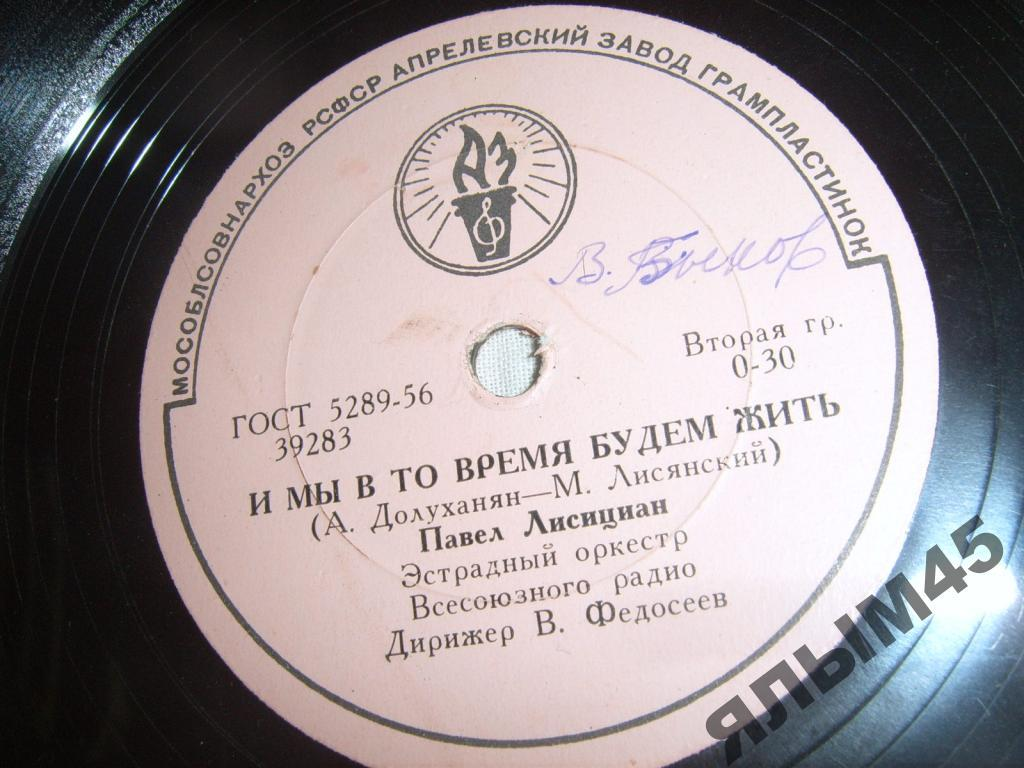 МОСОБЛСОВНАРХОЗ РСФСР АПРЕЛЕВСКИЙ ЗАВОД ГРАМПЛАСТИНОК
АЗ
В. Быков
Вторая гр.
0-30
ГОСТ 5289-56
39283
И МЫ В ТО ВРЕМЯ БУДЕМ ЖИТЬ
(А. Долуханян—М. Лисянский)
Павел Лисициан
Эстрадный оркестр
Всесоюзного радио
Дирижер В. Федосеев
ЯЛЫМ45